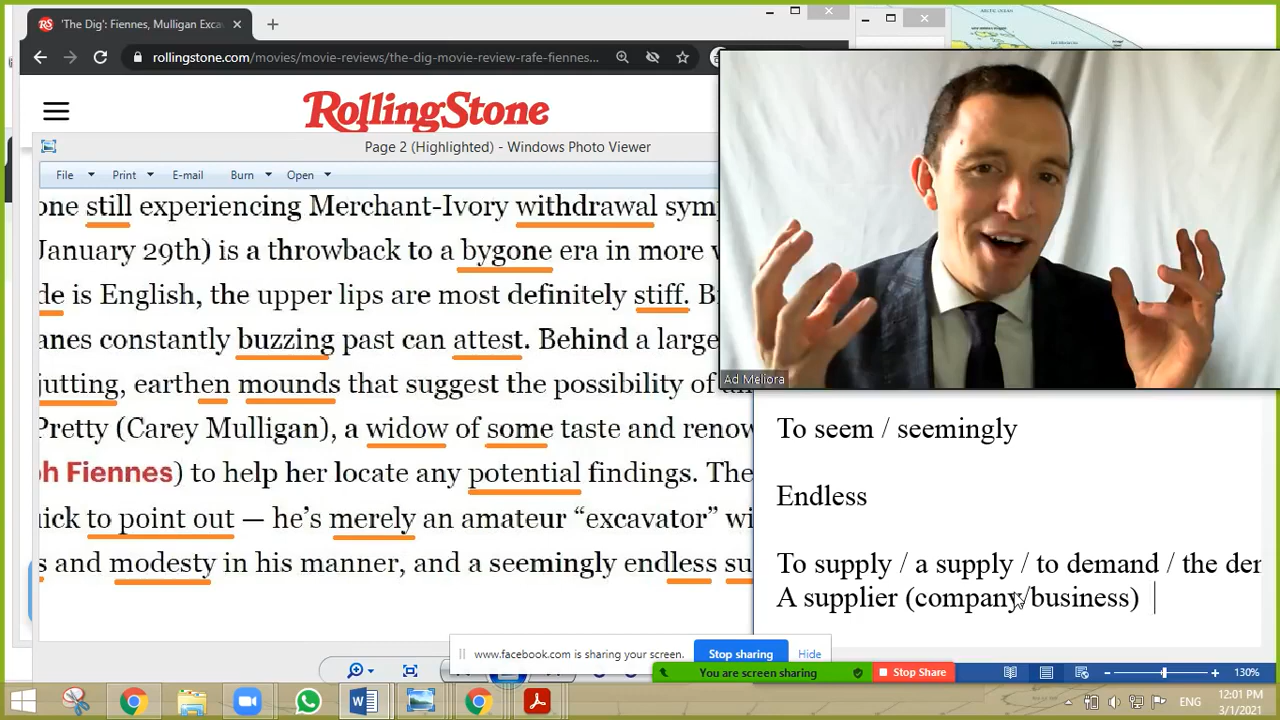 'The Dig': Fiennes, Mulligan Exca
rollingstone.com/movies/movie-reviews/the-dig-movie-review-rafe-fiennes...
RollingStone
Page 2 (Highlighted) - Windows Photo Viewer
File Print E-mail Burn Open
one still experiencing Merchant-Ivory withdrawal symp
January 29th) is a throwback to a bygone era in more
de is English, the upper lips are most definitely stiff. B
anes constantly buzzing past can attest. Behind a large
jutting, earthen mounds that suggest the possibility of
Pretty (Carey Mulligan), a widow of some taste and renow
ph Fiennes) to help her locate any potential findings. The
uick to point out — he's merely an amateur “excavator” wi
s and modesty in his manner, and a seemingly endless su
Ad Meliora
To seem / seemingly
Endless
To supply / a supply / to demand / the den
A supplier (company/business)
www.facebook.com is sharing your screen. Stop sharing Hide
You are screen sharing Stop Share
130%
ENG
12:01 PM
3/1/2021